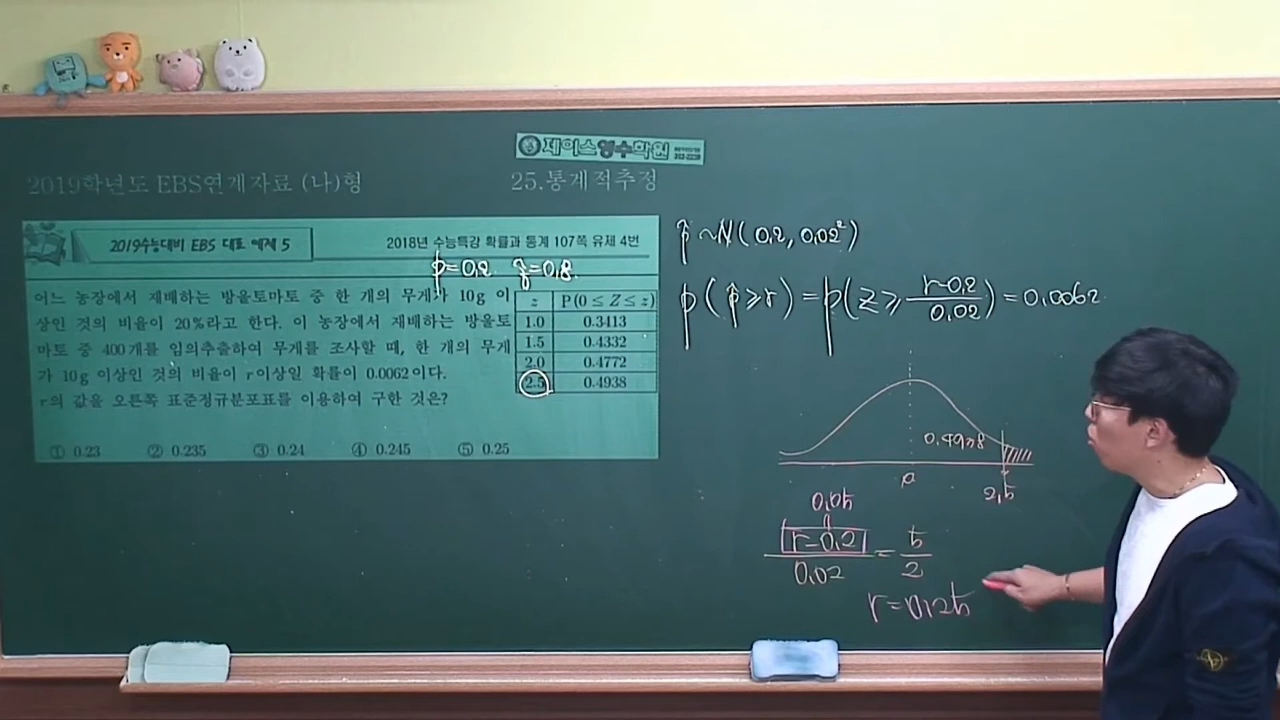 제이스영수학원
2019학년도 EBS연계자료 (나)형
25.통계적추정
2019수능대비 EBS 대표 예제 5
2018년 수능특강 확률과 통계 107쪽 유제 4번
p=0.2 q=0.8
어느 농장에서 재배하는 방울토마토 중 한 개의 무게가 10g 이
상인 것의 비율이 20%라고 한다. 이 농장에서 재배하는 방울토
마토 중 400개를 임의추출하여 무게를 조사할 때, 한 개의 무게
가 10g 이상인 것의 비율이 r이상일 확률이 0.0062이다.
r의 값을 오른쪽 표준정규분포표를 이용하여 구한 것은?
z P(0≤Z≤z)
1.0 0.3413
1.5 0.4332
2.0 0.4772
2.5 0.4938
① 0.23 ② 0.235 ③ 0.24 ④ 0.245 ⑤ 0.25
p̂ ~N(0.2, 0.02²)
P(p̂≥r)=P(Z≥(r-0.2)/0.02)=0.0062
0.4938
0 2.5
0.05
(r-0.2)/0.02=5/2
r=0.25